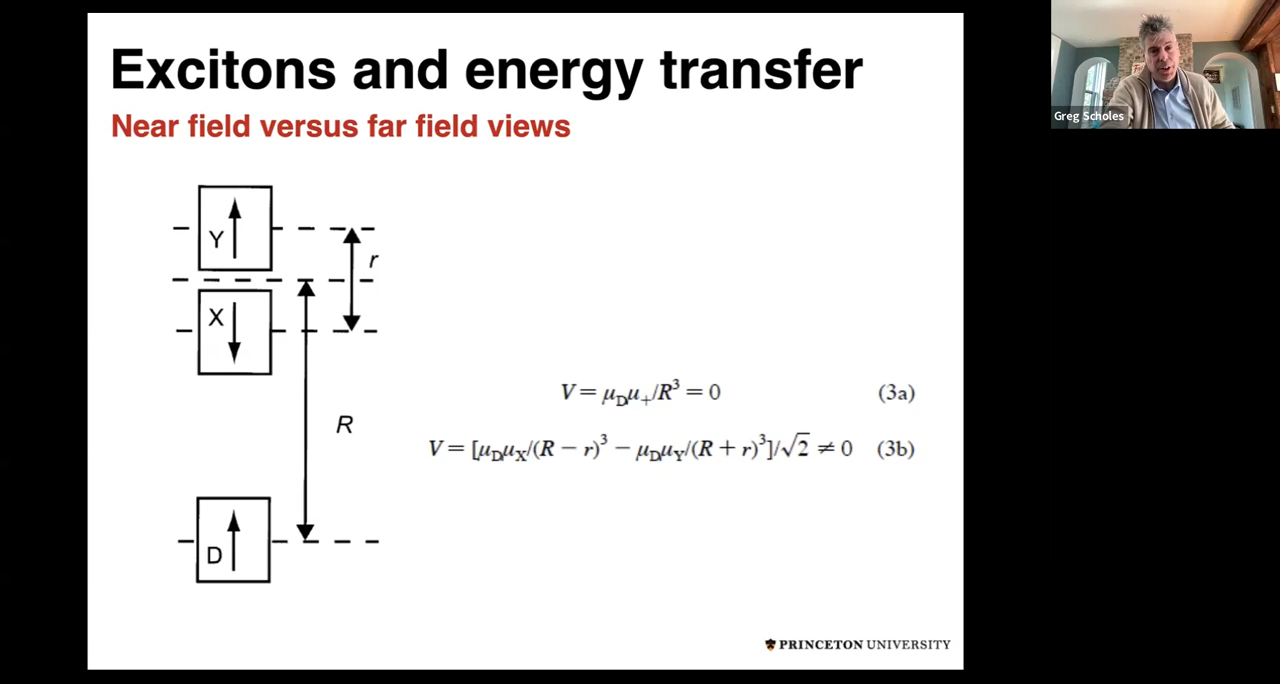 Excitons and energy transfer
Near field versus far field views
Greg Scholes
Y
r
X
V = μ_Dμ_+/R³ = 0 (3a)
R
V = [μ_Dμ_X/(R − r)³ − μ_Dμ_Y/(R + r)³]/√2 ≠ 0 (3b)
D
PRINCETON UNIVERSITY